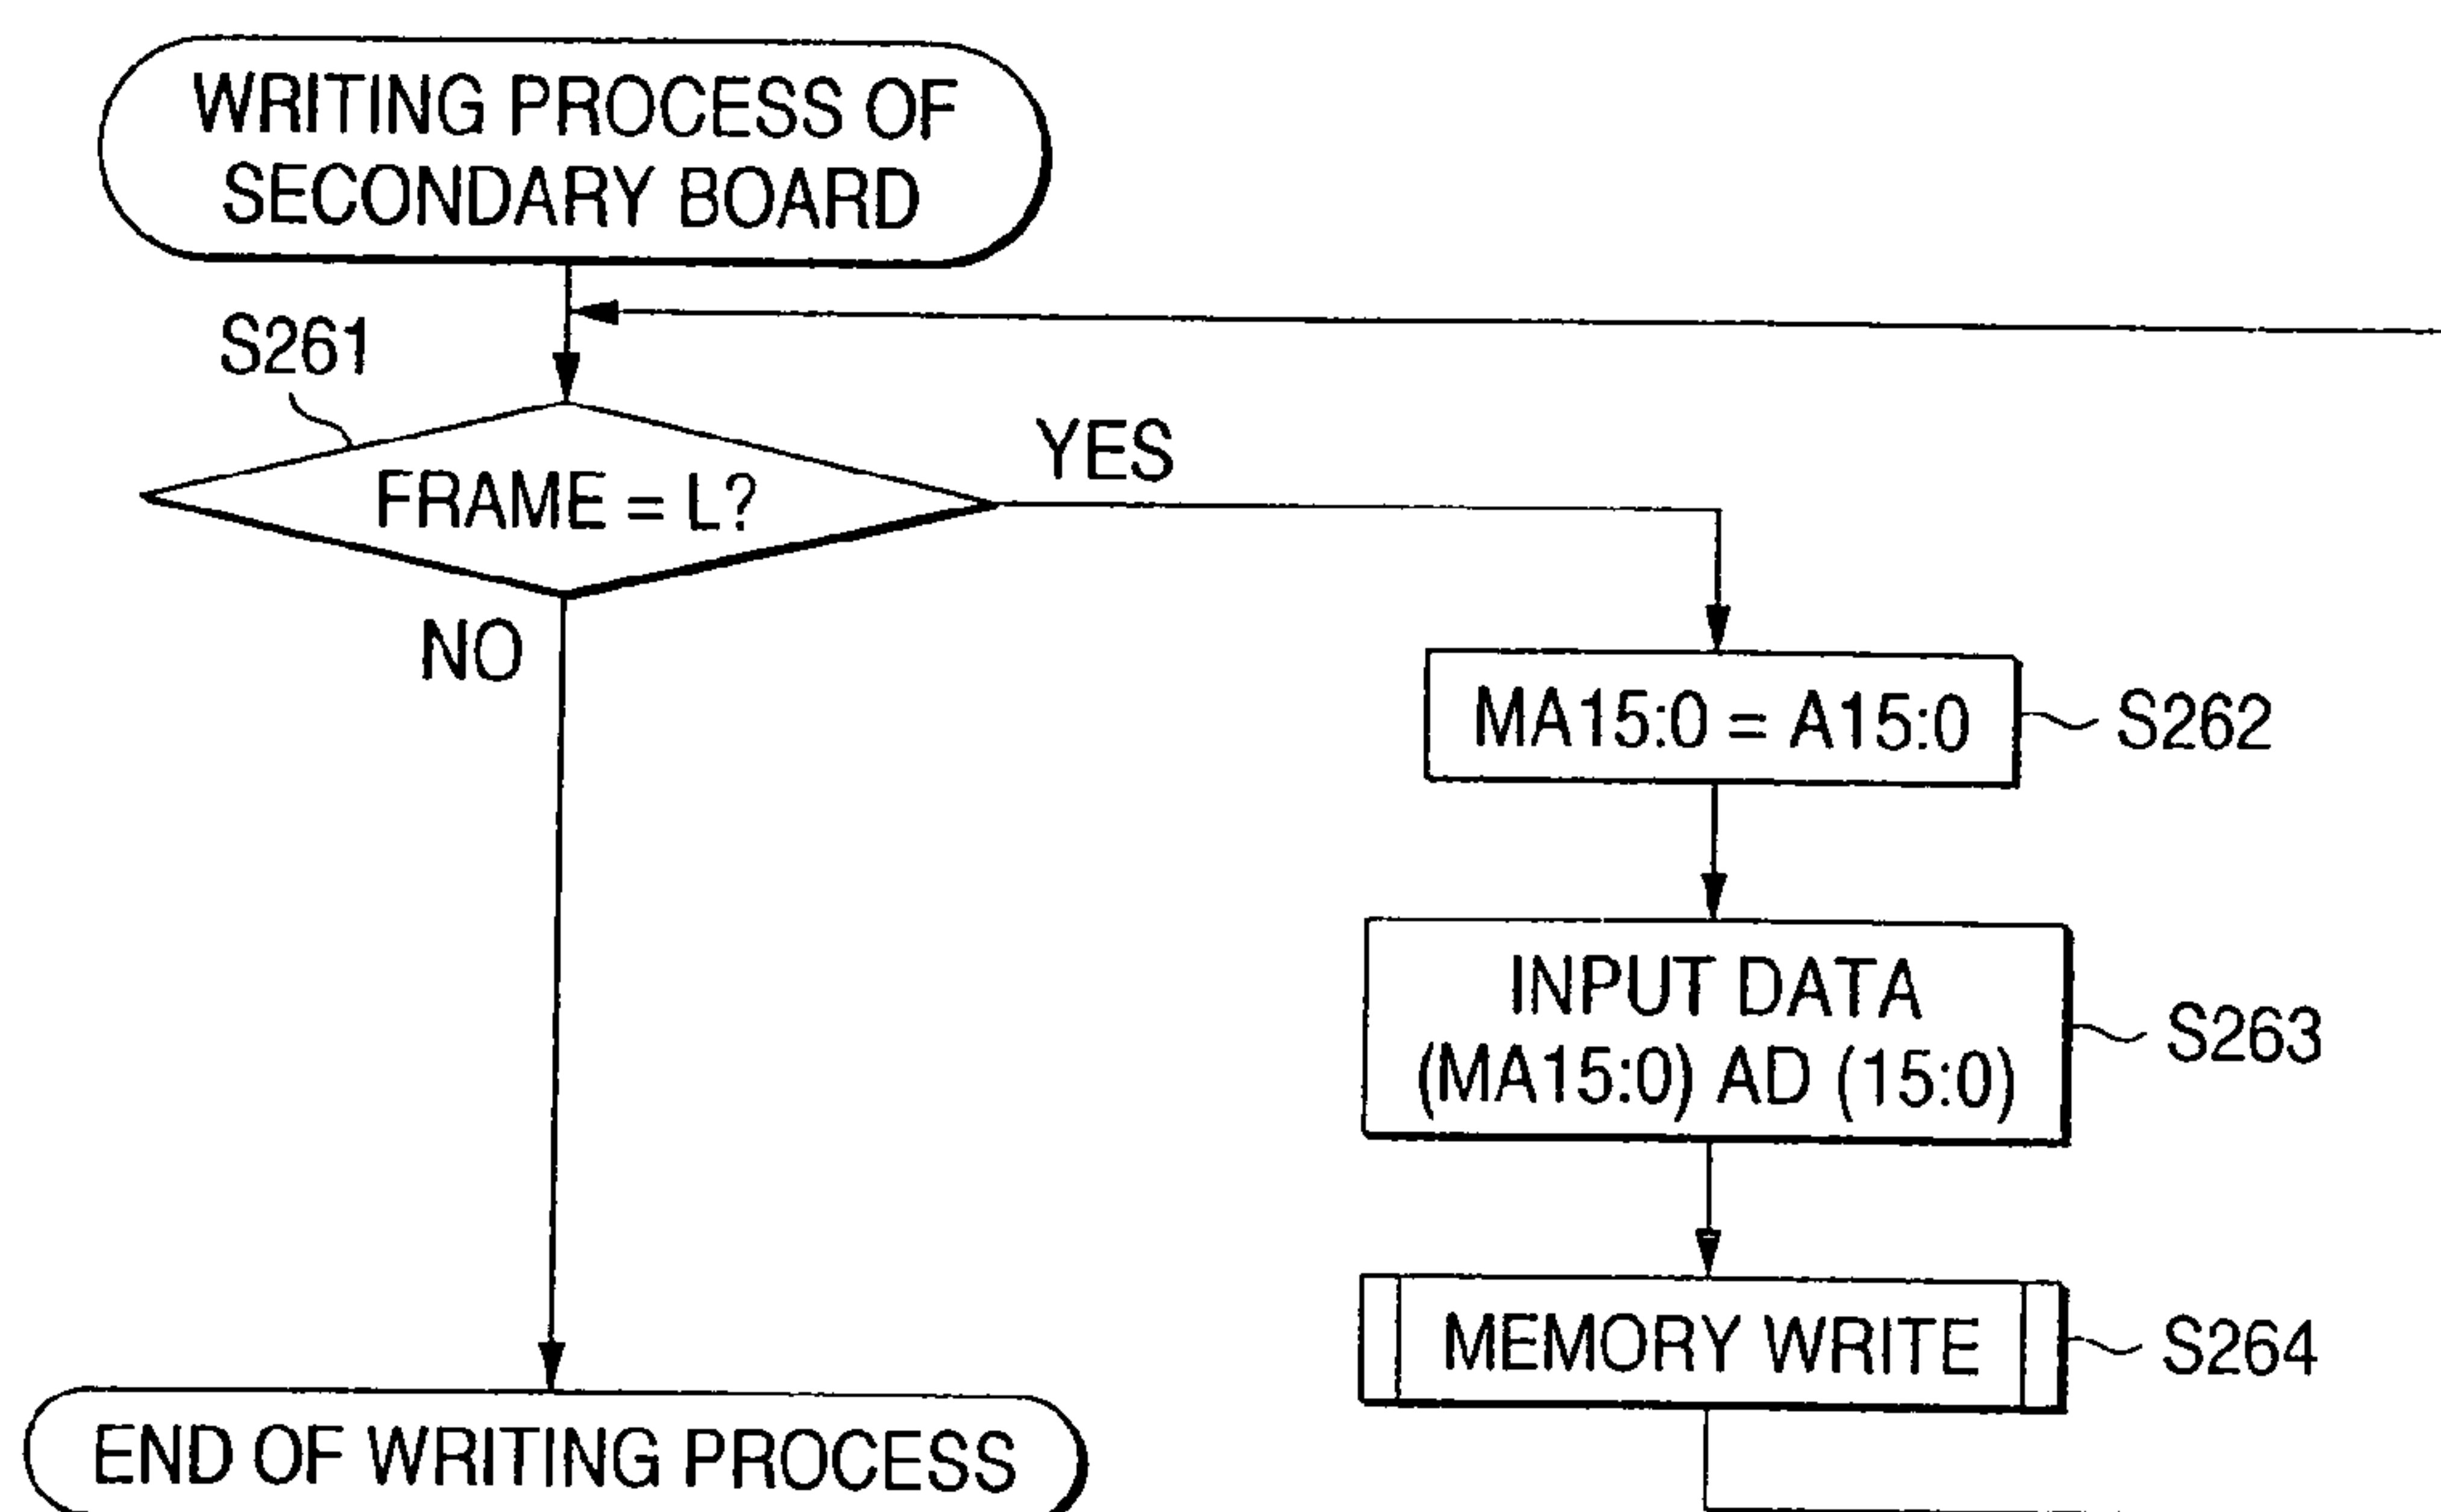 WRITING PROCESS OF
SECONDARY BOARD
S261
FRAME = L?
YES
NO
MA15:0 = A15:0
S262
INPUT DATA
(MA15:0) AD (15:0)
S263
MEMORY WRITE
S264
END OF WRITING PROCESS